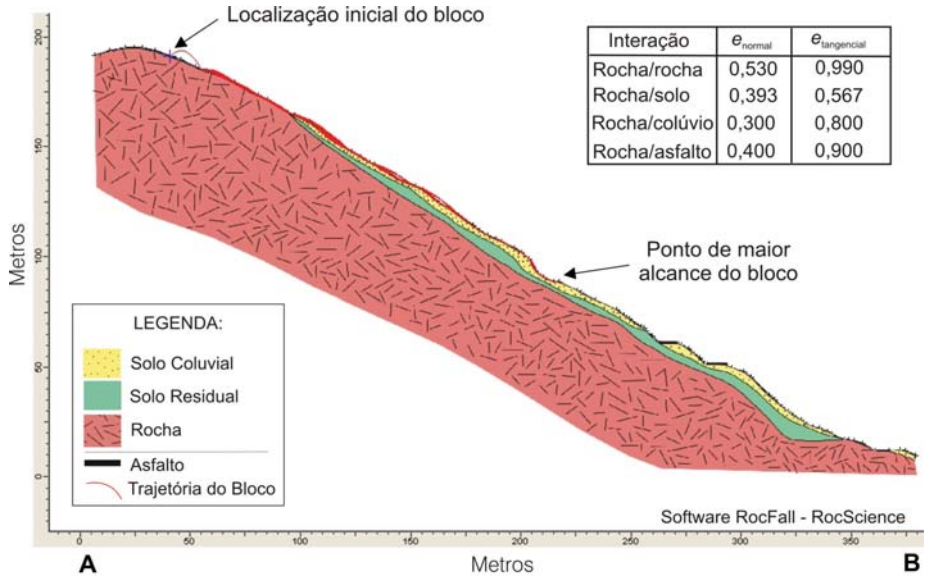 Localização inicial do bloco
Interação e normal e tangencial
Rocha/rocha 0,530 0,990
Rocha/solo 0,393 0,567
Rocha/colúvio 0,300 0,800
Rocha/asfalto 0,400 0,900
Ponto de maior
alcance do bloco
Metros
200
150
100
50
0
LEGENDA:
Solo Coluvial
Solo Residual
Rocha
Asfalto
Trajetória do Bloco
Software RocFall - RocScience
0 50 100 150 200 250 300 350
A Metros B